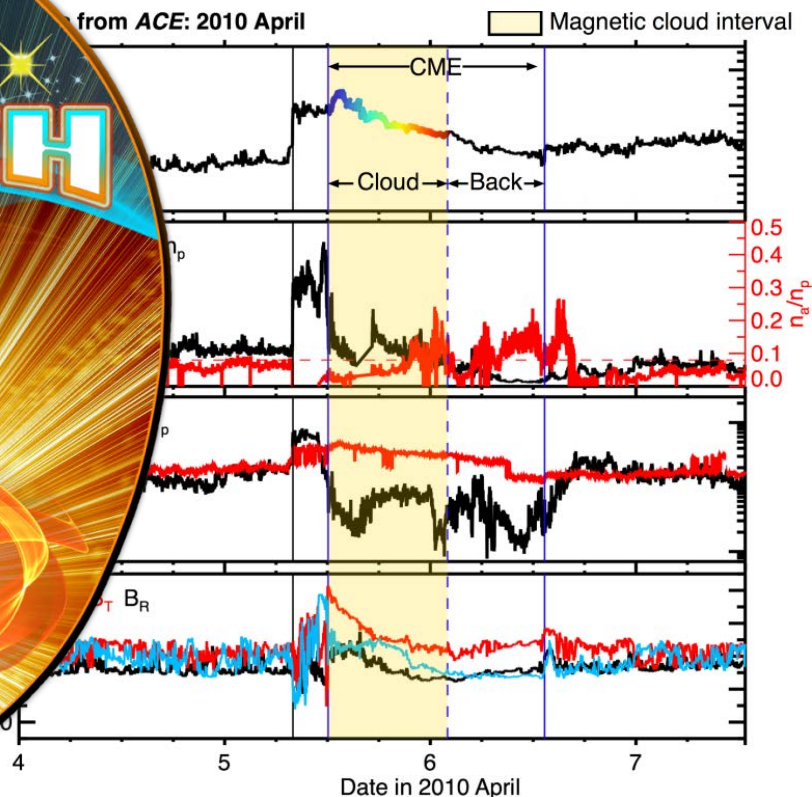 from ACE: 2010 April
Magnetic cloud interval
H
CME
Cloud
Back
n_p
0.5
0.4
0.3
0.2
0.1
0.0
n_a/n_p
p
B_T B_R
0
4 5 6 7
Date in 2010 April